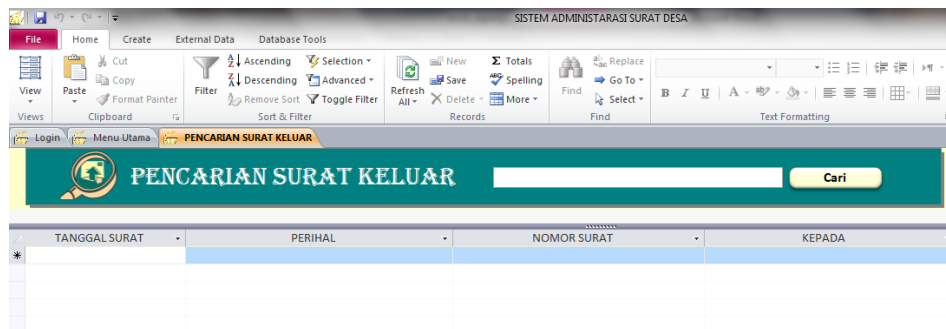 SISTEM ADMINISTARASI SURAT DESA
File Home Create External Data Database Tools
View Paste Cut Copy Format Painter Filter Ascending Descending Remove Sort Selection Advanced Toggle Filter Refresh All New Save Delete Totals Spelling More Find Replace Go To Select B I U A
Views Clipboard Sort & Filter Records Find Text Formatting
Login Menu Utama PENCARIAN SURAT KELUAR
PENCARIAN SURAT KELUAR Cari
TANGGAL SURAT PERIHAL NOMOR SURAT KEPADA